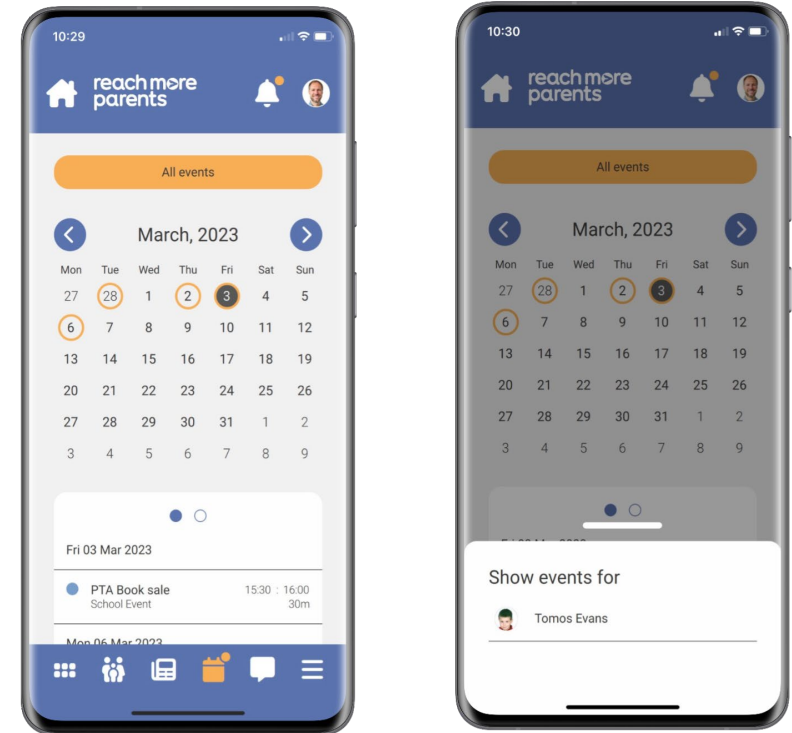 10:29
reach more
parents
All events
March, 2023
Mon Tue Wed Thu Fri Sat Sun
27 28 1 2 3 4 5
6 7 8 9 10 11 12
13 14 15 16 17 18 19
20 21 22 23 24 25 26
27 28 29 30 31 1 2
3 4 5 6 7 8 9
Fri 03 Mar 2023
PTA Book sale 15:30 : 16:00
School Event 30m
Mon 06 Mar 2023
10:30
reach more
parents
All events
March, 2023
Mon Tue Wed Thu Fri Sat Sun
27 28 1 2 3 4 5
6 7 8 9 10 11 12
13 14 15 16 17 18 19
20 21 22 23 24 25 26
27 28 29 30 31 1 2
3 4 5 6 7 8 9
Show events for
Tomos Evans